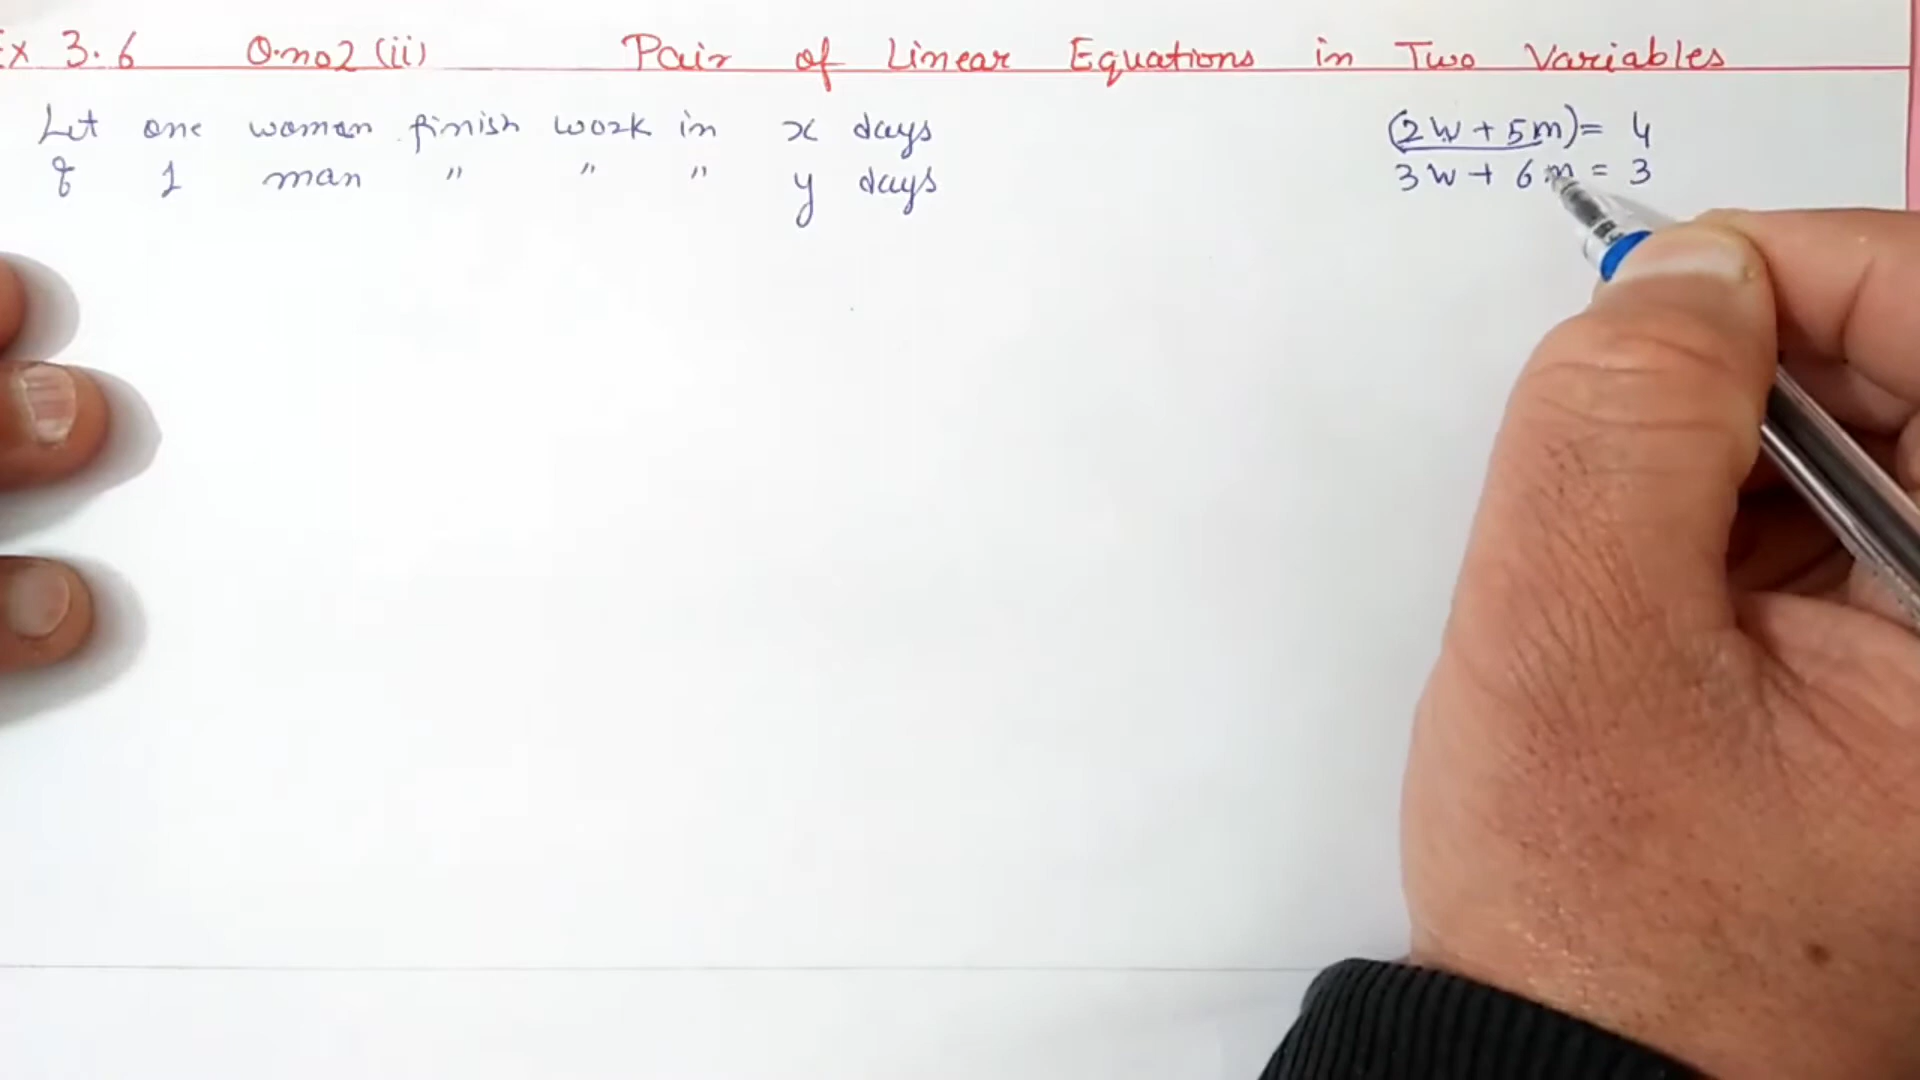 Ex 3.6 Q.no2 (ii) Pair of Linear Equations in Two Variables
Let one woman finish work in x days
& 1 man " " " y days
(2w + 5m) = 4
3w + 6m = 3